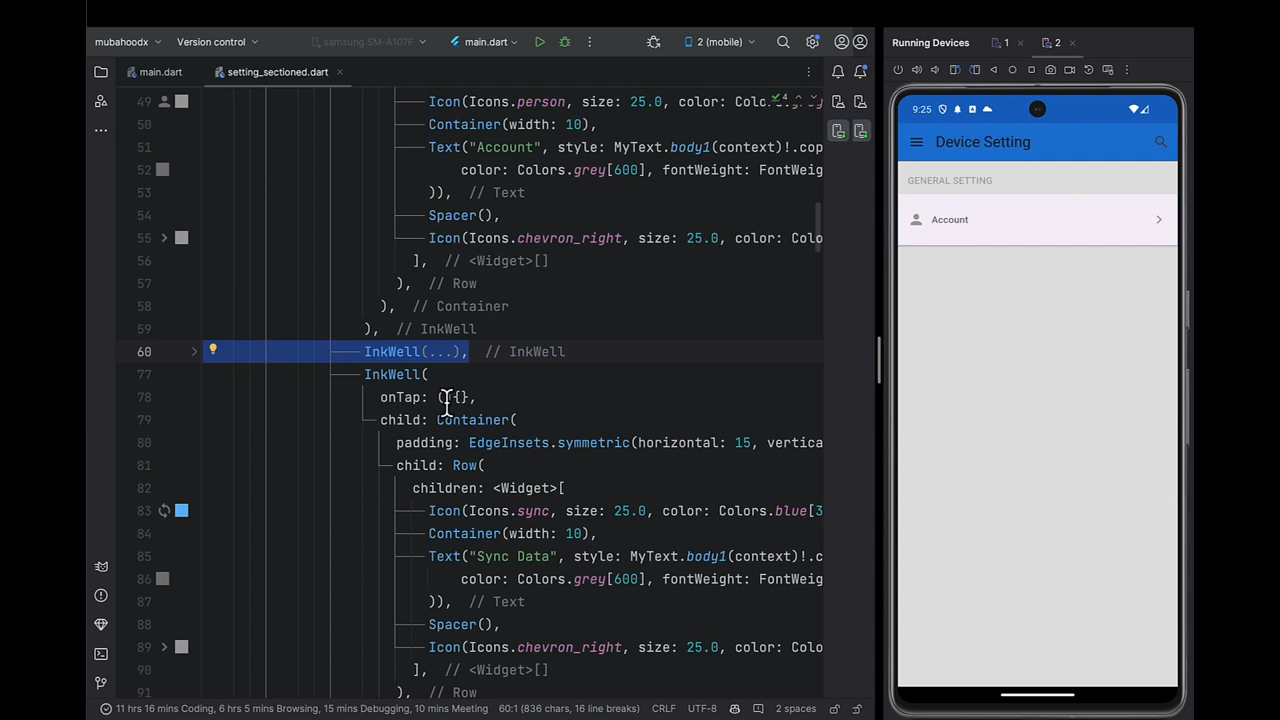 mubahoodx
Version control
samsung SM-A107F
main.dart
2 (mobile)
Running Devices
1
2
main.dart
setting_sectioned.dart
49 Icon(Icons.person, size: 25.0, color:
4
50 Container(width: 10),
51 Text("Account", style: MyText.body1(context)!.cop
52 color: Colors.grey[600], fontWeight: FontWeig
53 )), // Text
54 Spacer(),
55 Icon(Icons.chevron_right, size: 25.0, color: Colo
56 ], // <Widget>[]
57 ), // Row
58 ), // Container
59 ), // InkWell
60 InkWell(...), // InkWell
77 InkWell(
78 onTap: {},
79 child: Container(
80 padding: EdgeInsets.symmetric(horizontal: 15, vertica
81 child: Row(
82 children: <Widget>[
83 Icon(Icons.sync, size: 25.0, color: Colors.blue[3
84 Container(width: 10),
85 Text("Sync Data", style: MyText.body1(context)!.c
86 color: Colors.grey[600], fontWeight: FontWeig
87 )), // Text
88 Spacer(),
89 Icon(Icons.chevron_right, size: 25.0, color: Colo
90 ], // <Widget>[]
91 ), // Row
11 hrs 16 mins Coding, 6 hrs 5 mins Browsing, 15 mins Debugging, 10 mins Meeting
60:1 (836 chars, 16 line breaks)
CRLF
UTF-8
2 spaces
9:25
Device Setting
GENERAL SETTING
Account